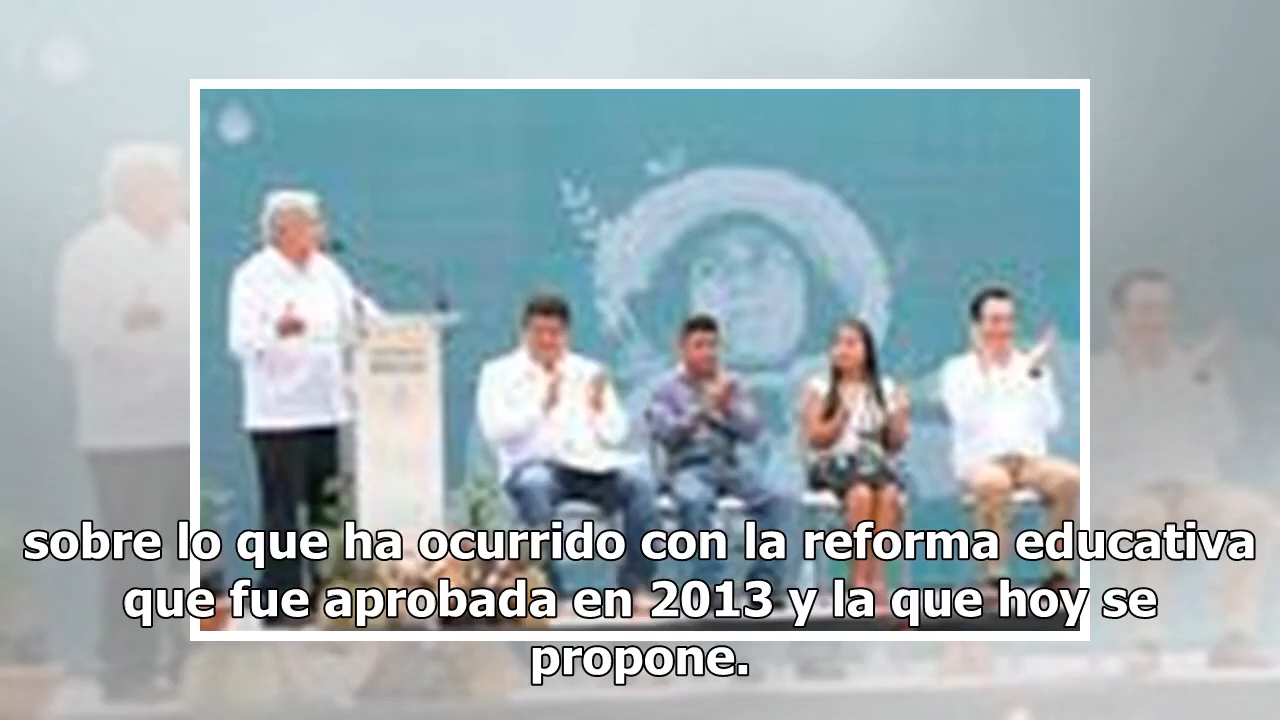 sobre lo que ha ocurrido con la reforma educativa
que fue aprobada en 2013 y la que hoy se
propone.